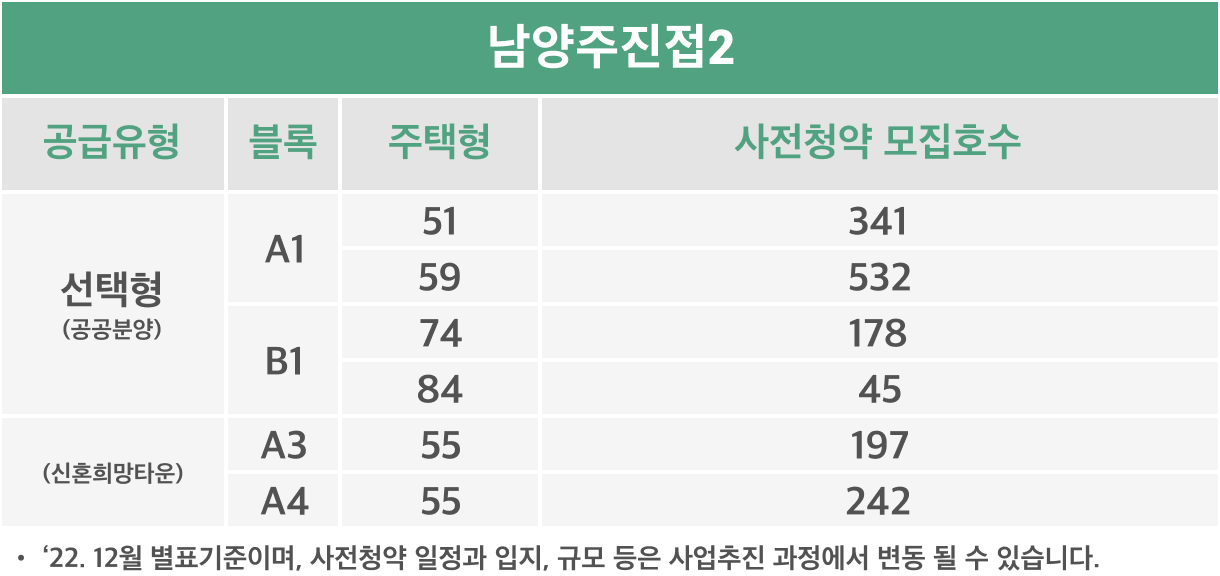 남양주진접2
공급유형 블록 주택형 사전청약 모집호수
선택형
(공공분양)
A1
51 341
59 532
B1
74 178
84 45
(신혼희망타운)
A3 55 197
A4 55 242
• ‘22. 12월 별표기준이며, 사전청약 일정과 입지, 규모 등은 사업추진 과정에서 변동 될 수 있습니다.